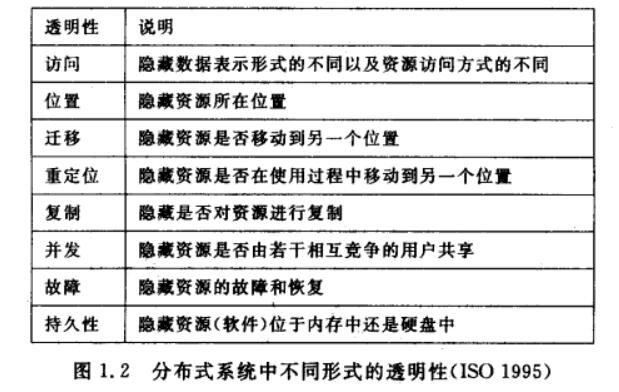 透明性 说明
访问 隐藏数据表示形式的不同以及资源访问方式的不同
位置 隐藏资源所在位置
迁移 隐藏资源是否移动到另一个位置
重定位 隐藏资源是否在使用过程中移动到另一个位置
复制 隐藏是否对资源进行复制
并发 隐藏资源是否由若干相互竞争的用户共享
故障 隐藏资源的故障和恢复
持久性 隐藏资源(软件)位于内存中还是硬盘中
图 1.2 分布式系统中不同形式的透明性(ISO 1995)